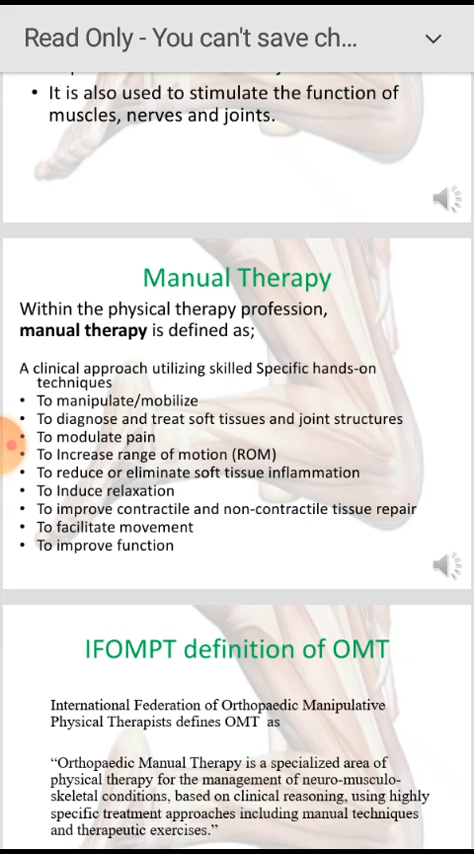 Read Only - You can't save ch...
• It is also used to stimulate the function of
muscles, nerves and joints.
Manual Therapy
Within the physical therapy profession,
manual therapy is defined as;
A clinical approach utilizing skilled Specific hands-on
techniques
• To manipulate/mobilize
• To diagnose and treat soft tissues and joint structures
• To modulate pain
• To Increase range of motion (ROM)
• To reduce or eliminate soft tissue inflammation
• To Induce relaxation
• To improve contractile and non-contractile tissue repair
• To facilitate movement
• To improve function
IFOMPT definition of OMT
International Federation of Orthopaedic Manipulative
Physical Therapists defines OMT as
“Orthopaedic Manual Therapy is a specialized area of
physical therapy for the management of neuro-musculo-
skeletal conditions, based on clinical reasoning, using highly
specific treatment approaches including manual techniques
and therapeutic exercises.”